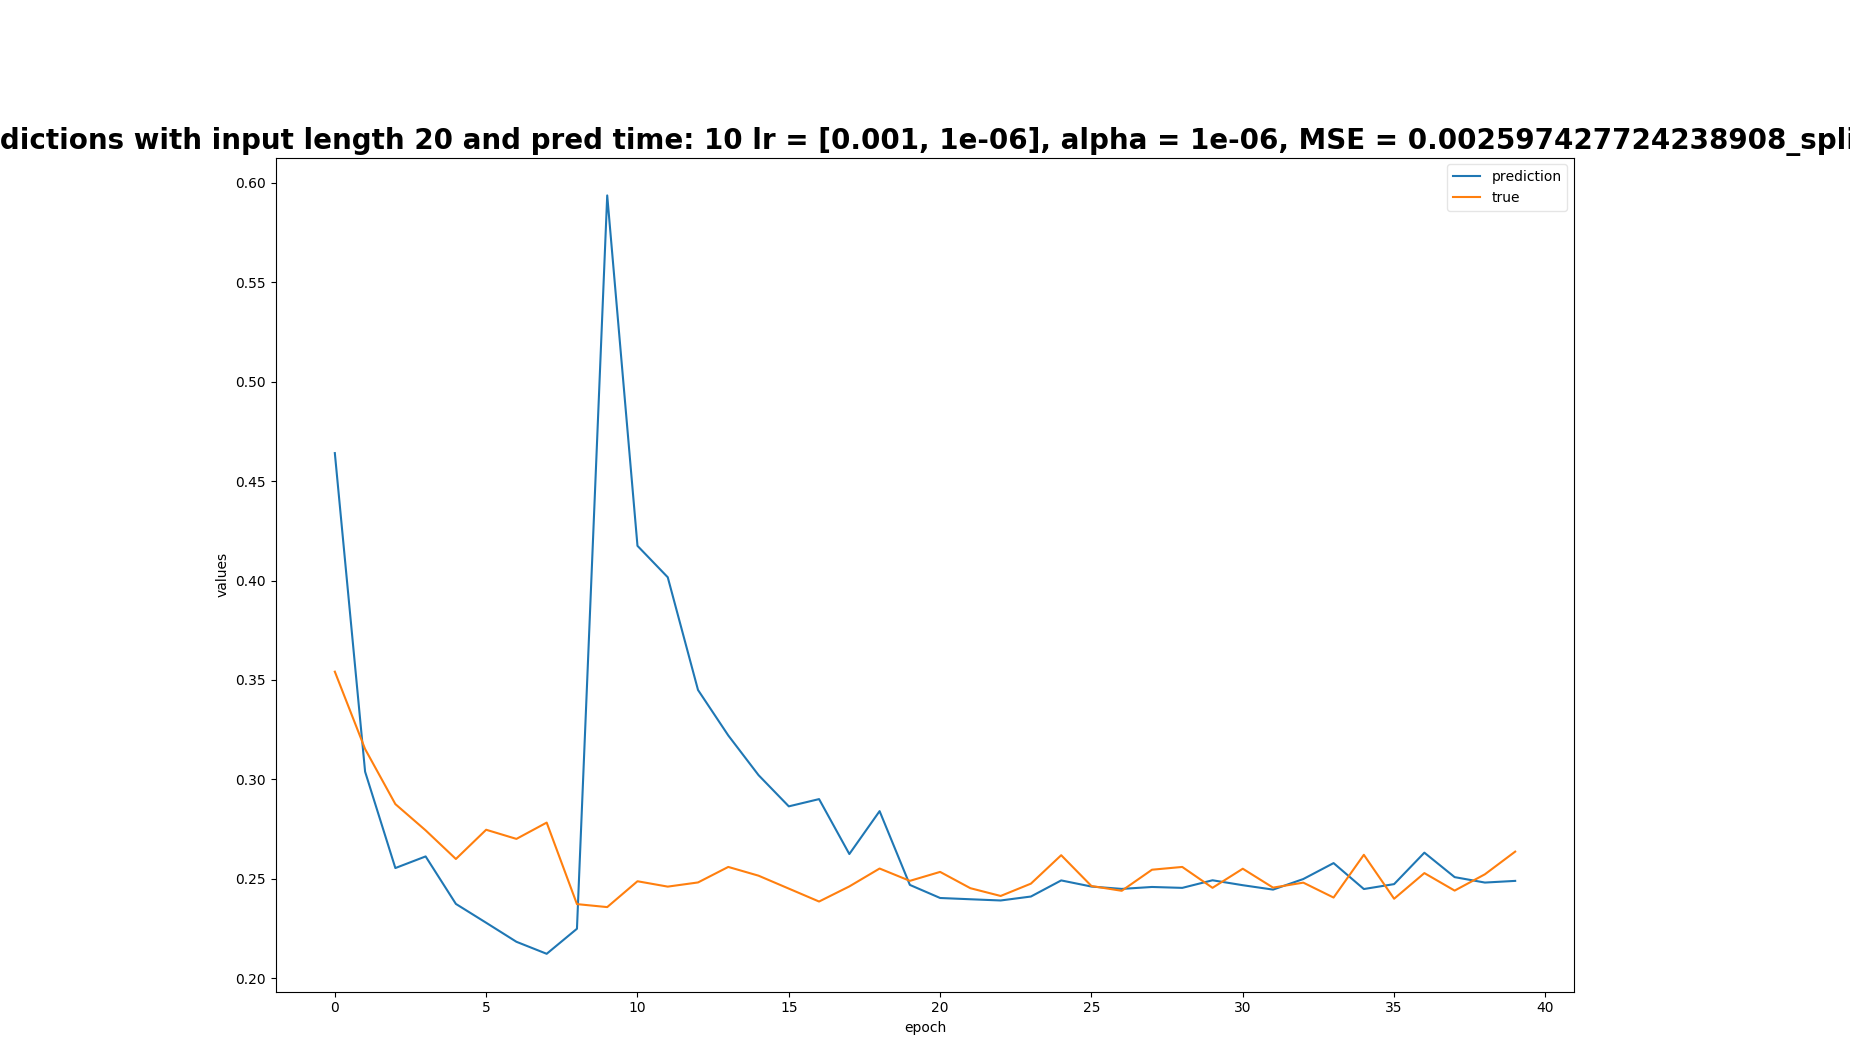 dictions with input length 20 and pred time: 10 lr = [0.001, 1e-06], alpha = 1e-06, MSE = 0.002597427724238908_spli
prediction
true
0.60
0.55
0.50
0.45
0.40
0.35
0.30
0.25
0.20
values
0 5 10 15 20 25 30 35 40
epoch